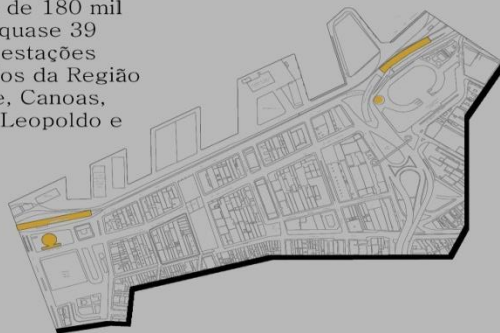 de 180 mil
quase 39
estações
os da Região
e, Canoas,
Leopoldo e